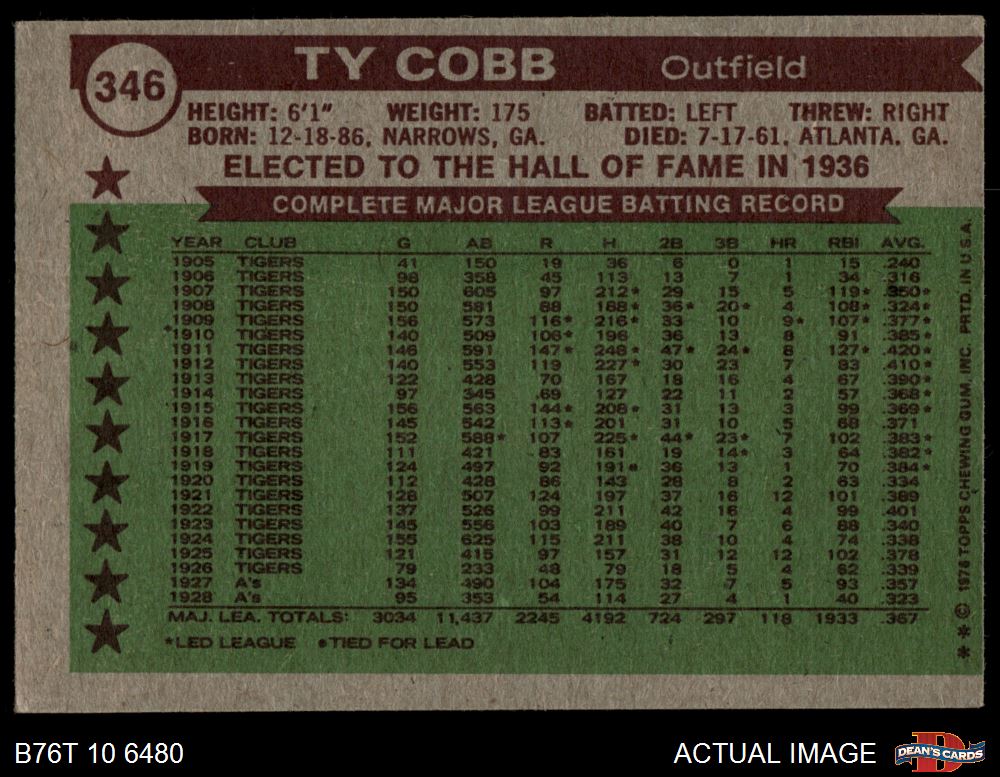 346
TY COBB Outfield
HEIGHT: 6'1" WEIGHT: 175 BATTED: LEFT THREW: RIGHT
BORN: 12-18-86, NARROWS, GA. DIED: 7-17-61, ATLANTA, GA.
ELECTED TO THE HALL OF FAME IN 1936
COMPLETE MAJOR LEAGUE BATTING RECORD
YEAR CLUB G AB R H 2B 3B HR RBI AVG.
1905 TIGERS 41 150 19 36 6 0 1 15 .240
1906 TIGERS 98 358 45 113 13 7 1 34 .316
1907 TIGERS 150 605 97 212* 29 15 5 119* .350*
1908 TIGERS 150 581 88 188* 36* 20* 4 108* .324*
1909 TIGERS 156 573 116* 216* 33 10 9* 107* .377*
1910 TIGERS 140 509 106* 196 36 13 8 91 .385*
1911 TIGERS 146 591 147* 248* 47* 24* 8 127* .420*
1912 TIGERS 140 553 119 227* 30 23 7 83 .410*
1913 TIGERS 122 428 70 167 18 16 4 67 .390*
1914 TIGERS 97 345 69 127 22 11 2 57 .368*
1915 TIGERS 156 563 144* 208* 31 13 3 99 .369*
1916 TIGERS 145 542 113* 201 31 10 5 68 .371
1917 TIGERS 152 588* 107 225* 44* 23* 7 102 .383*
1918 TIGERS 111 421 83 161 19 14* 3 64 .382*
1919 TIGERS 124 497 92 191* 36 13 1 70 .384*
1920 TIGERS 112 428 86 143 28 8 2 63 .334
1921 TIGERS 128 507 124 197 37 16 12 101 .389
1922 TIGERS 137 526 99 211 42 16 4 99 .401
1923 TIGERS 145 556 103 189 40 7 6 88 .340
1924 TIGERS 155 625 115 211 38 10 4 74 .338
1925 TIGERS 121 415 97 157 31 12 12 102 .378
1926 TIGERS 79 233 48 79 18 5 4 62 .339
1927 A's 134 490 104 175 32 7 5 93 .357
1928 A's 95 353 54 114 27 4 1 40 .323
MAJ. LEA. TOTALS: 3034 11,437 2245 4192 724 297 118 1933 .367
*LED LEAGUE •TIED FOR LEAD
* * © 1976 TOPPS CHEWING GUM, INC. PRTD. IN U.S.A.
B76T 10 6480
ACTUAL IMAGE
D
DEAN'S CARDS